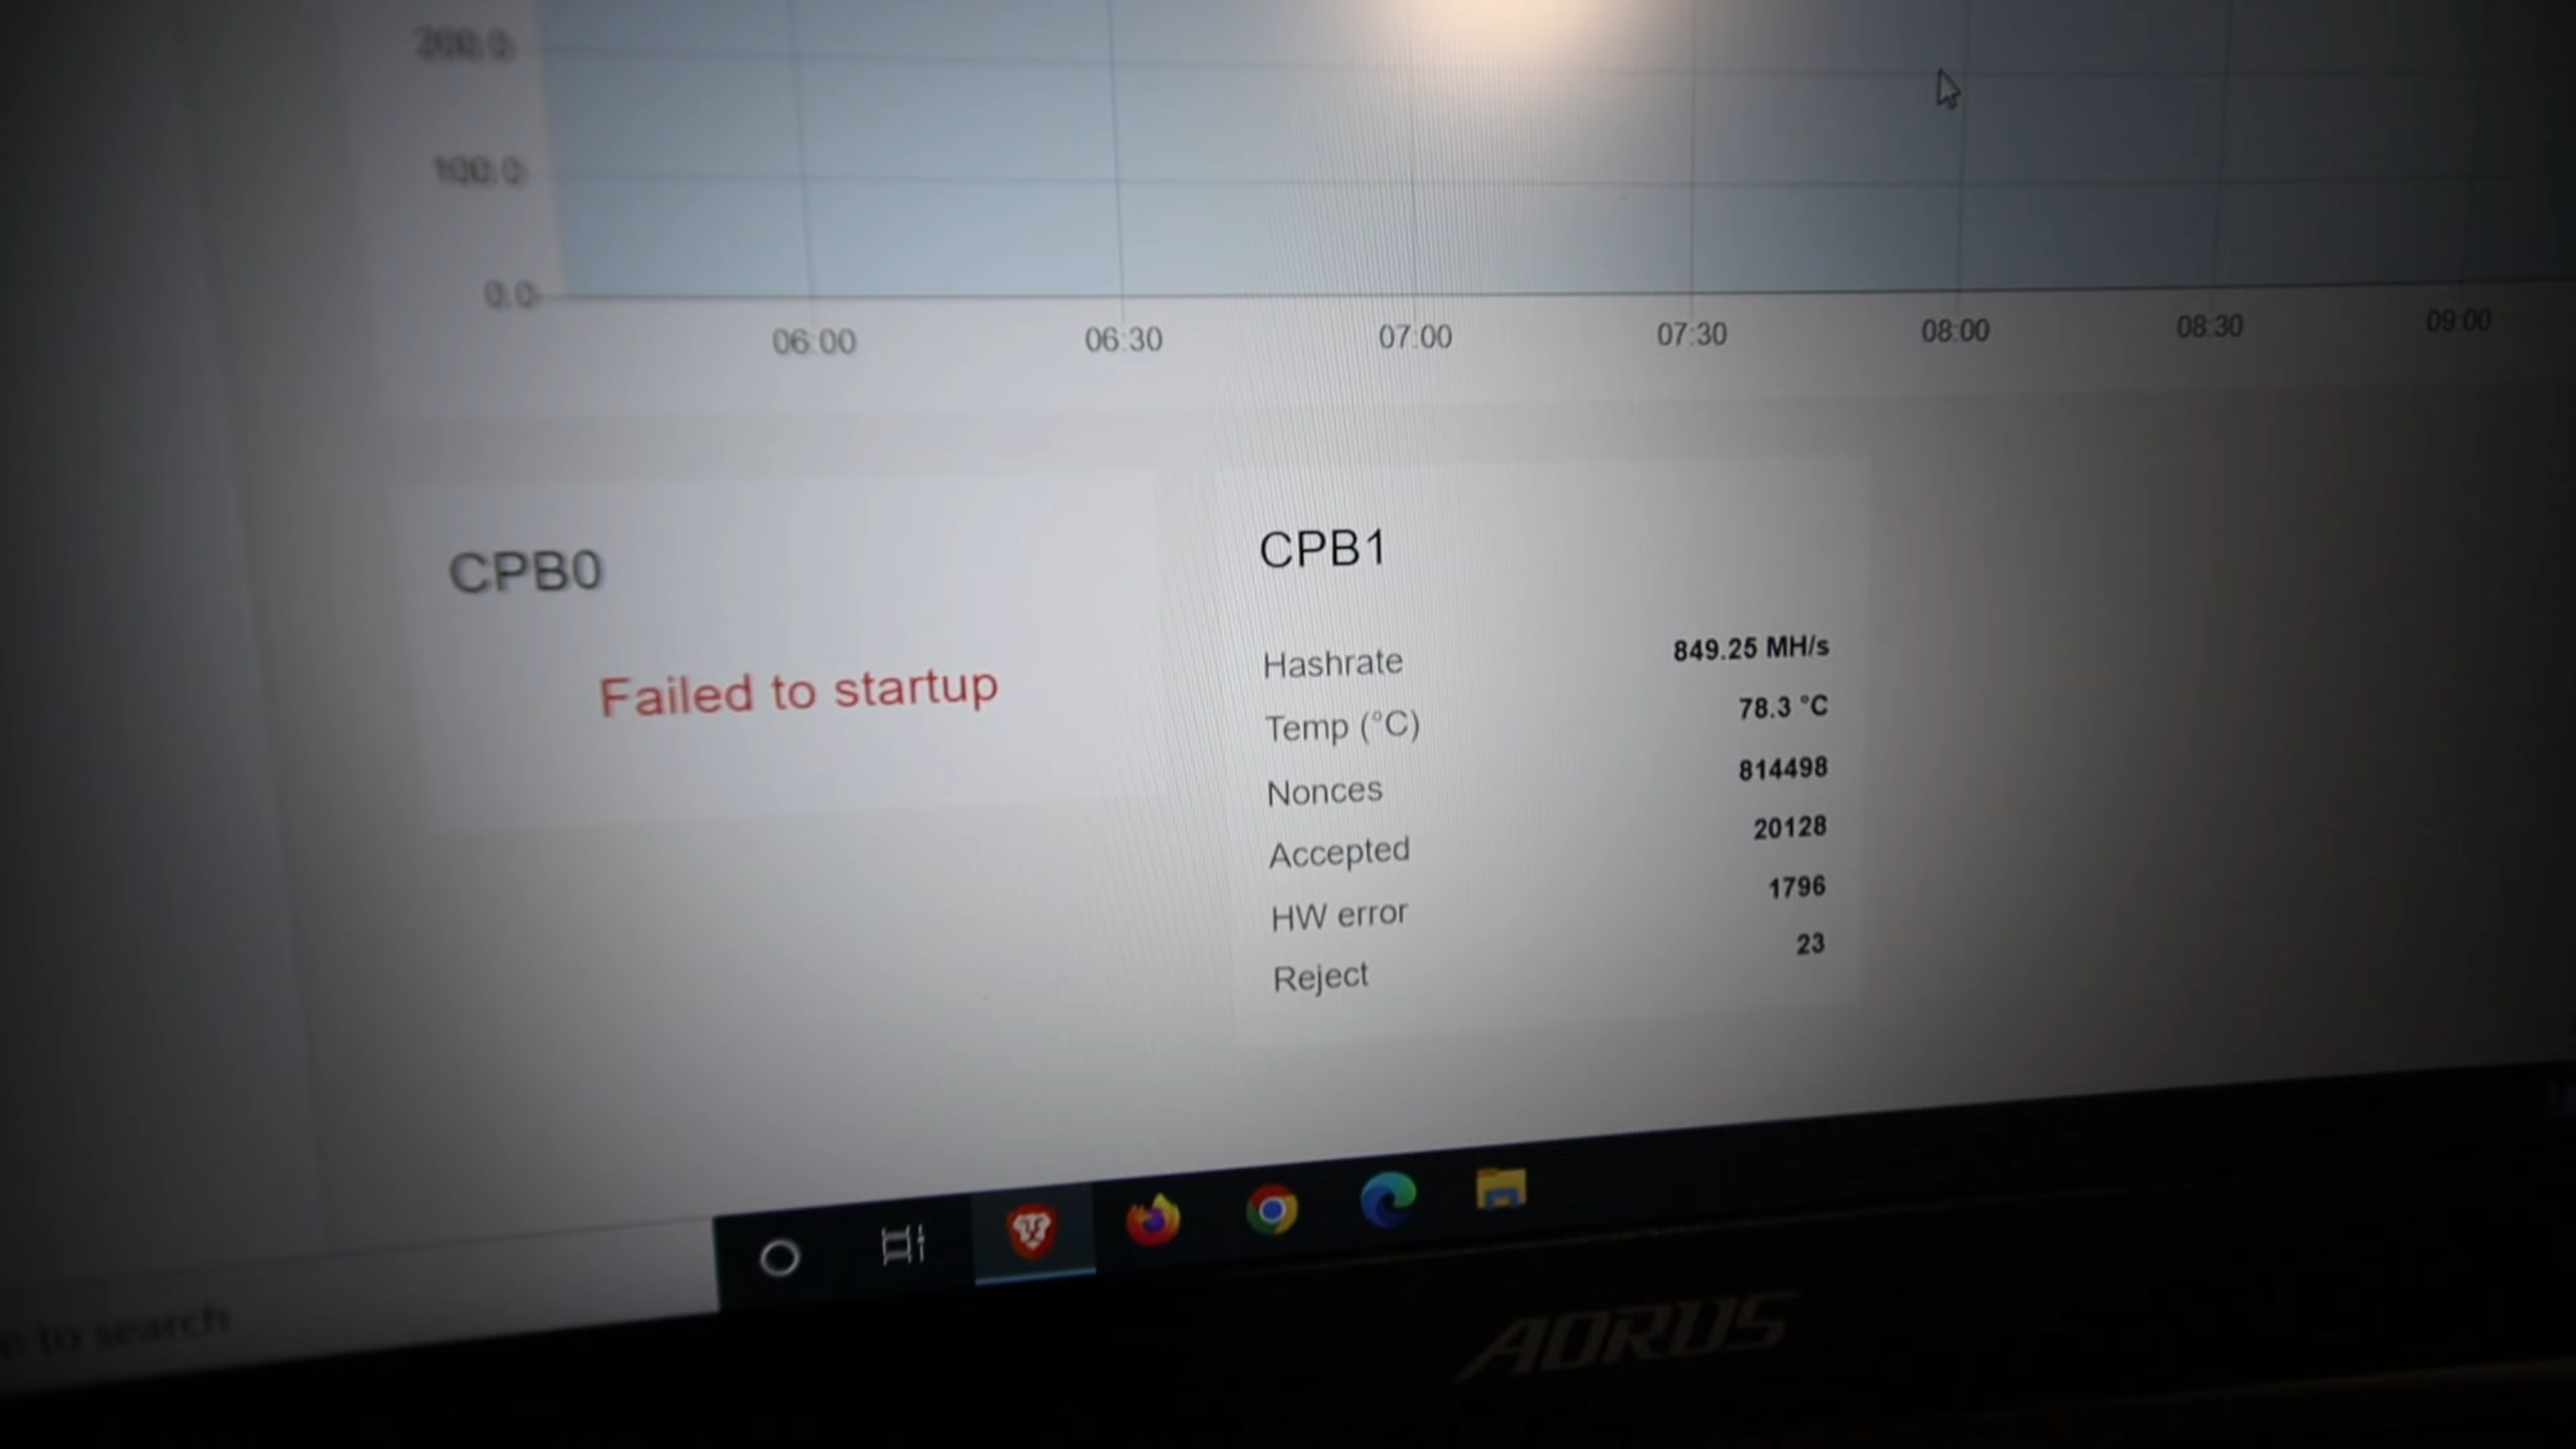 200.0
100.0
0.0
06:00 06:30 07:00 07:30 08:00 08:30 09:00
CPB0
Failed to startup
CPB1
Hashrate 849.25 MH/s
Temp (°C) 78.3 °C
Nonces 814498
Accepted 20128
HW error 1796
Reject 23
to search
AORUS